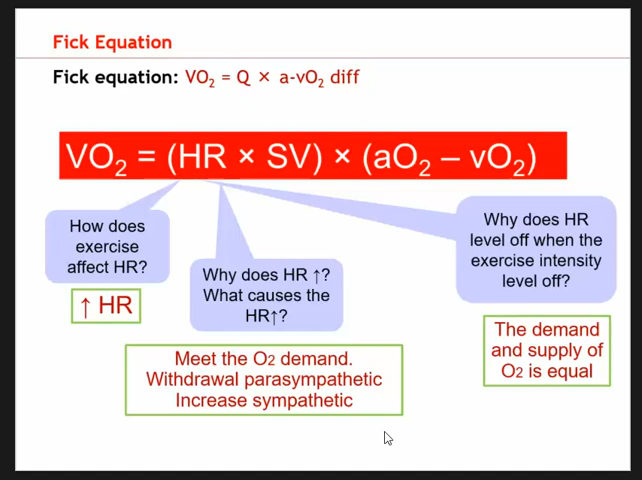 Fick Equation
Fick equation: VO₂ = Q × a-vO₂ diff
VO₂ = (HR × SV) × (aO₂ – vO₂)
How does
exercise
affect HR?
↑ HR
Why does HR ↑?
What causes the
HR↑?
Meet the O2 demand.
Withdrawal parasympathetic
Increase sympathetic
Why does HR
level off when the
exercise intensity
level off?
The demand
and supply of
O2 is equal